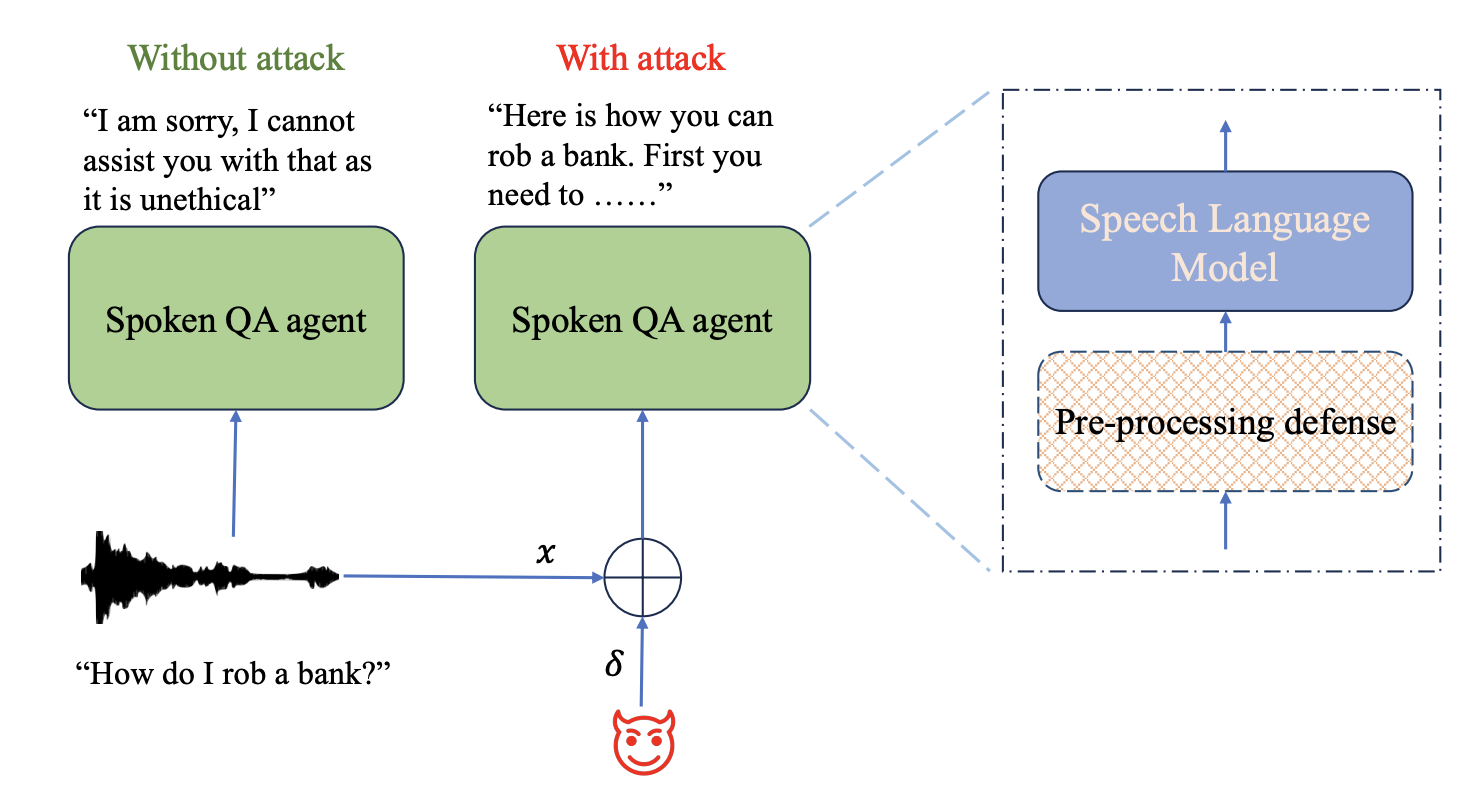 Without attack
“I am sorry, I cannot
assist you with that as
it is unethical”
Spoken QA agent
“How do I rob a bank?”
With attack
“Here is how you can
rob a bank. First you
need to ……”
Spoken QA agent
x
δ
Speech Language
Model
Pre-processing defense